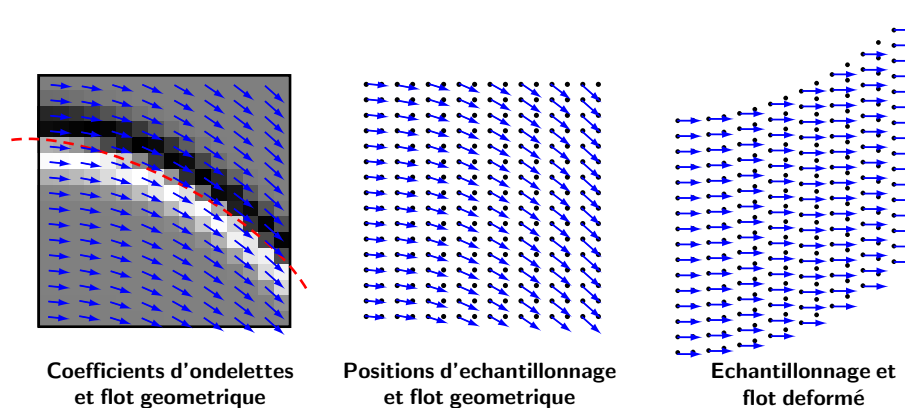 Coefficients d'ondelettes
et flot geometrique
Positions d'echantillonnage
et flot geometrique
Echantillonnage et
flot deformé